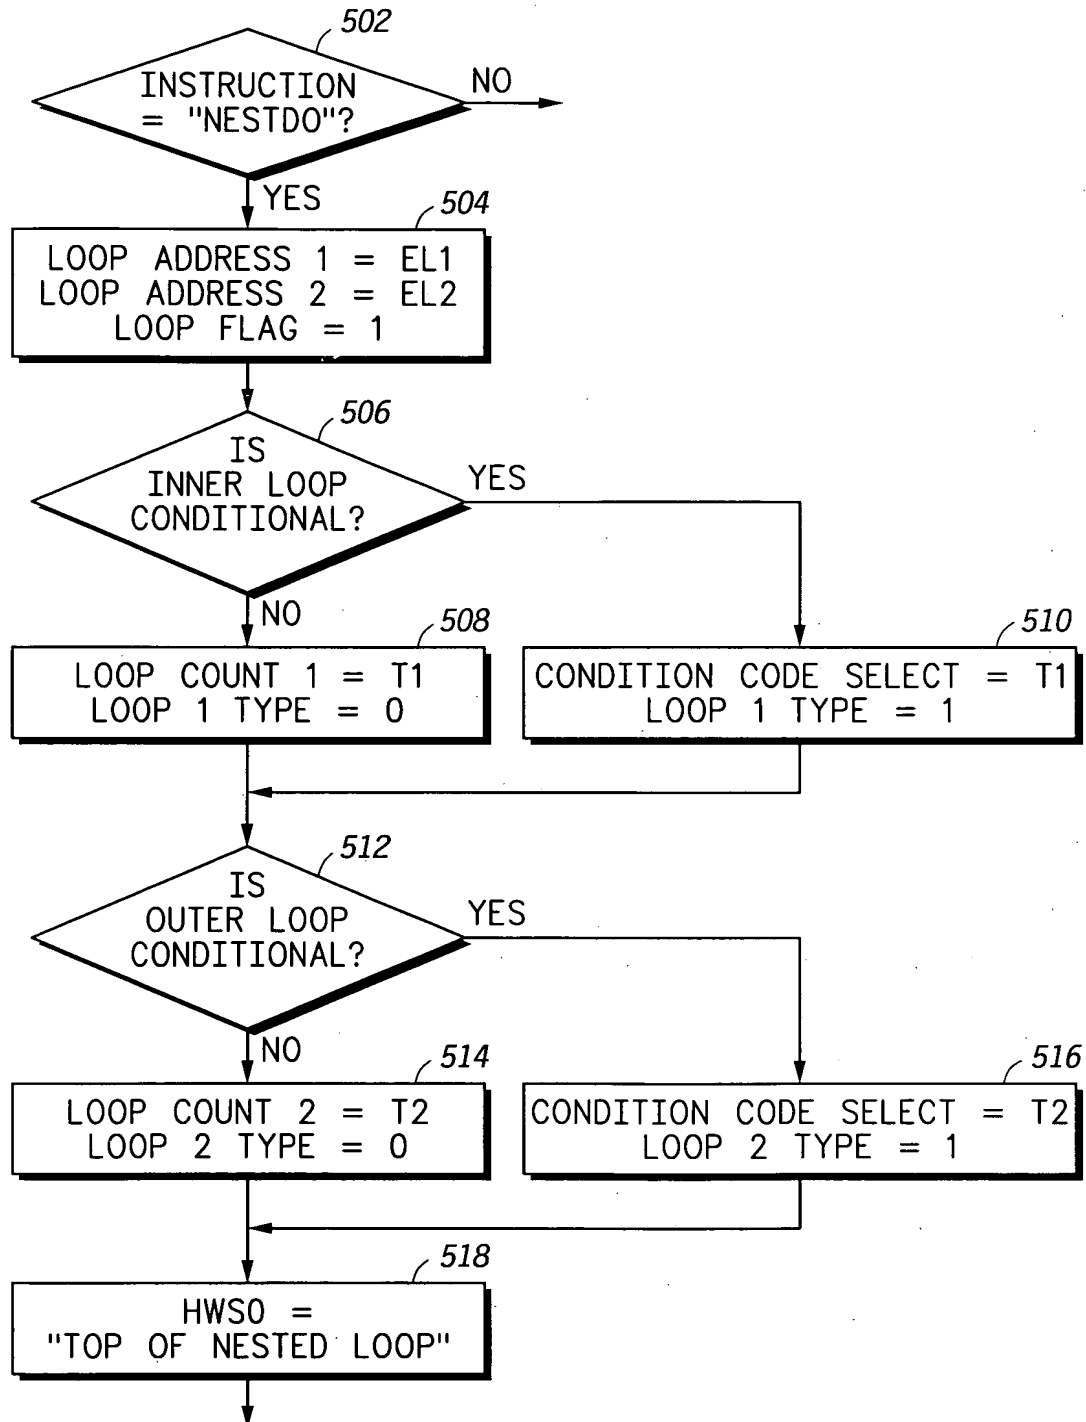 502
INSTRUCTION
= "NESTDO"?
NO
YES
504
LOOP ADDRESS 1 = EL1
LOOP ADDRESS 2 = EL2
LOOP FLAG = 1
506
IS
INNER LOOP
CONDITIONAL?
YES
NO
508
LOOP COUNT 1 = T1
LOOP 1 TYPE = 0
510
CONDITION CODE SELECT = T1
LOOP 1 TYPE = 1
512
IS
OUTER LOOP
CONDITIONAL?
YES
NO
514
LOOP COUNT 2 = T2
LOOP 2 TYPE = 0
516
CONDITION CODE SELECT = T2
LOOP 2 TYPE = 1
518
HWS0 =
"TOP OF NESTED LOOP"